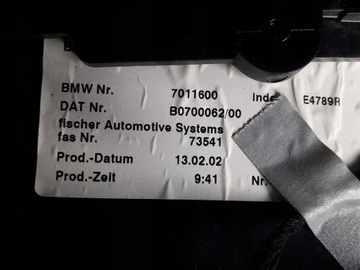 BMW Nr. 7011600 Index E4789R
DAT Nr. B0700062/00
fischer Automotive Systems
fas Nr. 73541
Prod.-Datum 13.02.02
Prod.-Zeit 9:41 Nr.